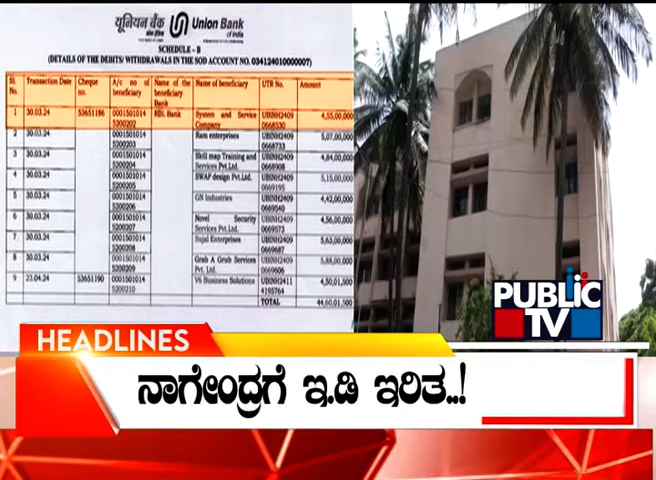 यूनियन बैंक Union Bank
of India
SCHEDULE - B
(DETAILS OF THE DEBITS/ WITHDRAWALS IN THE SOD ACCOUNT NO. 034124010000007)
Sl. No. Transaction Date Cheque no. A/c no of beneficiary Name of the beneficiary Bank Name of beneficiary UTR No. Amount
1 30.03.24 53651186 0001501014 5200202 RBL Bank System and Service Company UBINH2409 0668530 4,55,00,000
2 30.03.24 0001501014 5200203 Ram enterprises UBINH2409 0668733 5,07,00,000
3 30.03.24 0001501014 5200204 Skill map Training and Services Pvt.Ltd. UBINH2409 0668908 4,84,00,000
4 30.03.24 0001501014 5200205 SWAP design Pvt.Ltd. UBINH2409 0669195 5,15,00,000
5 30.03.24 0001501014 5200206 GN Industries UBINH2409 0669540 4,42,00,000
6 30.03.24 0001501014 5200207 Novel Security Services Pvt.Ltd. UBINH2409 0669573 4,56,00,000
7 30.03.24 0001501014 5200208 Sujal Enterprises UBINH2409 0669687 5,63,00,000
8 30.03.24 0001501014 5200209 Grab A Grub Services Pvt. Ltd. UBINH2409 0669606 5,88,00,000
9 23.04.24 53651190 0001501014 5200210 V6 Business Solutions UBINH2411 4195764 4,50,01,500
TOTAL 44,60,01,500
PUBLIC
TV
HEADLINES
ನಾಗೇಂದ್ರಗೆ ಇ.ಡಿ ಇರಿತ..!